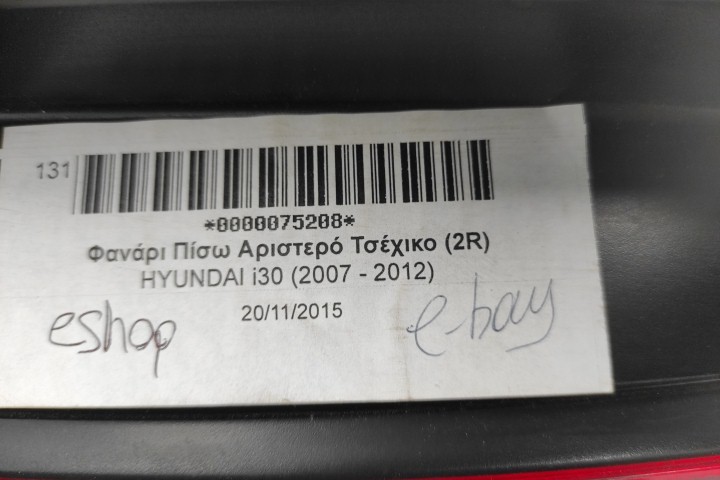 131
*0000075208*
Φανάρι Πίσω Αριστερό Τσέχικο (2R)
HYUNDAI i30 (2007 - 2012)
20/11/2015
eshop
e-bay